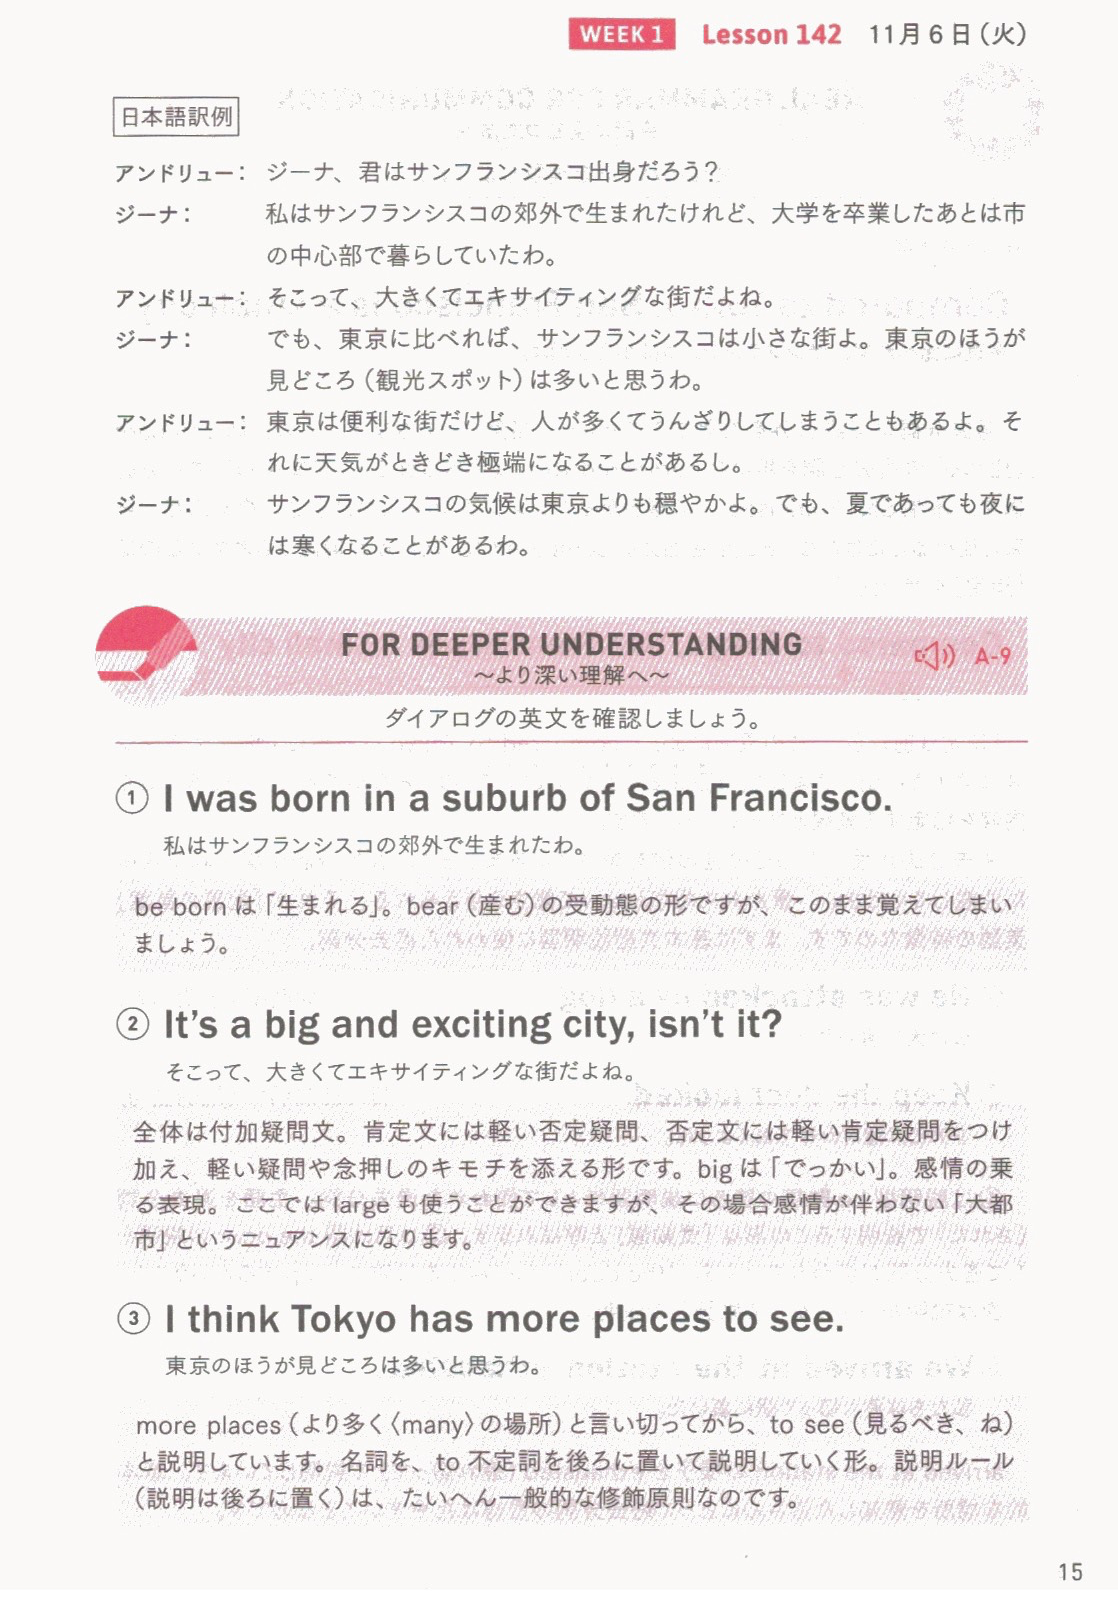 WEEK 1 Lesson 142 11月6日（火）
日本語訳例
アンドリュー： ジーナ、君はサンフランシスコ出身だろう？
ジーナ： 私はサンフランシスコの郊外で生まれたけれど、大学を卒業したあとは市
の中心部で暮らしていたわ。
アンドリュー： そこって、大きくてエキサイティングな街だよね。
ジーナ： でも、東京に比べれば、サンフランシスコは小さな街よ。東京のほうが
見どころ（観光スポット）は多いと思うわ。
アンドリュー： 東京は便利な街だけど、人が多くてうんざりしてしまうこともあるよ。そ
れに天気がときどき極端になることがあるし。
ジーナ： サンフランシスコの気候は東京よりも穏やかよ。でも、夏であっても夜に
は寒くなることがあるわ。
FOR DEEPER UNDERSTANDING
～より深い理解へ～
A-9
ダイアログの英文を確認しましょう。
① I was born in a suburb of San Francisco.
私はサンフランシスコの郊外で生まれたわ。
be born は「生まれる」。bear（産む）の受動態の形ですが、このまま覚えてしまい
ましょう。
② It's a big and exciting city, isn't it?
そこって、大きくてエキサイティングな街だよね。
全体は付加疑問文。肯定文には軽い否定疑問、否定文には軽い肯定疑問をつけ
加え、軽い疑問や念押しのキモチを添える形です。big は「でっかい」。感情の乗
る表現。ここでは large も使うことができますが、その場合感情が伴わない「大都
市」というニュアンスになります。
③ I think Tokyo has more places to see.
東京のほうが見どころは多いと思うわ。
more places（より多く〈many〉の場所）と言い切ってから、to see（見るべき、ね）
と説明しています。名詞を、to 不定詞を後ろに置いて説明していく形。説明ルール
（説明は後ろに置く）は、たいへん一般的な修飾原則なのです。
15